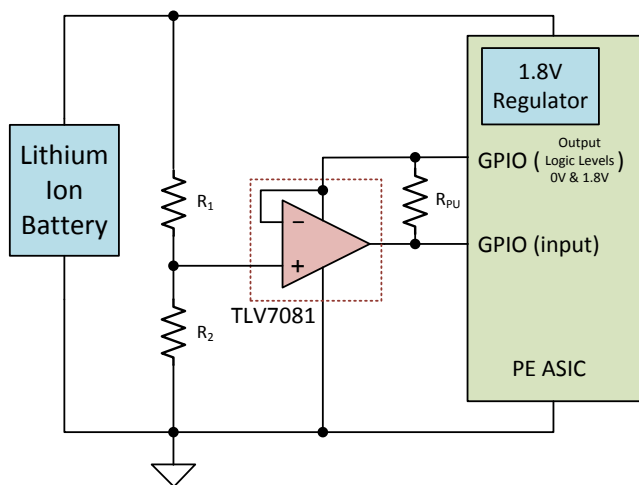 Lithium
Ion
Battery
R1
R2
−
+
TLV7081
RPU
1.8V
Regulator
GPIO ( Output Logic Levels 0V & 1.8V )
GPIO (input)
PE ASIC